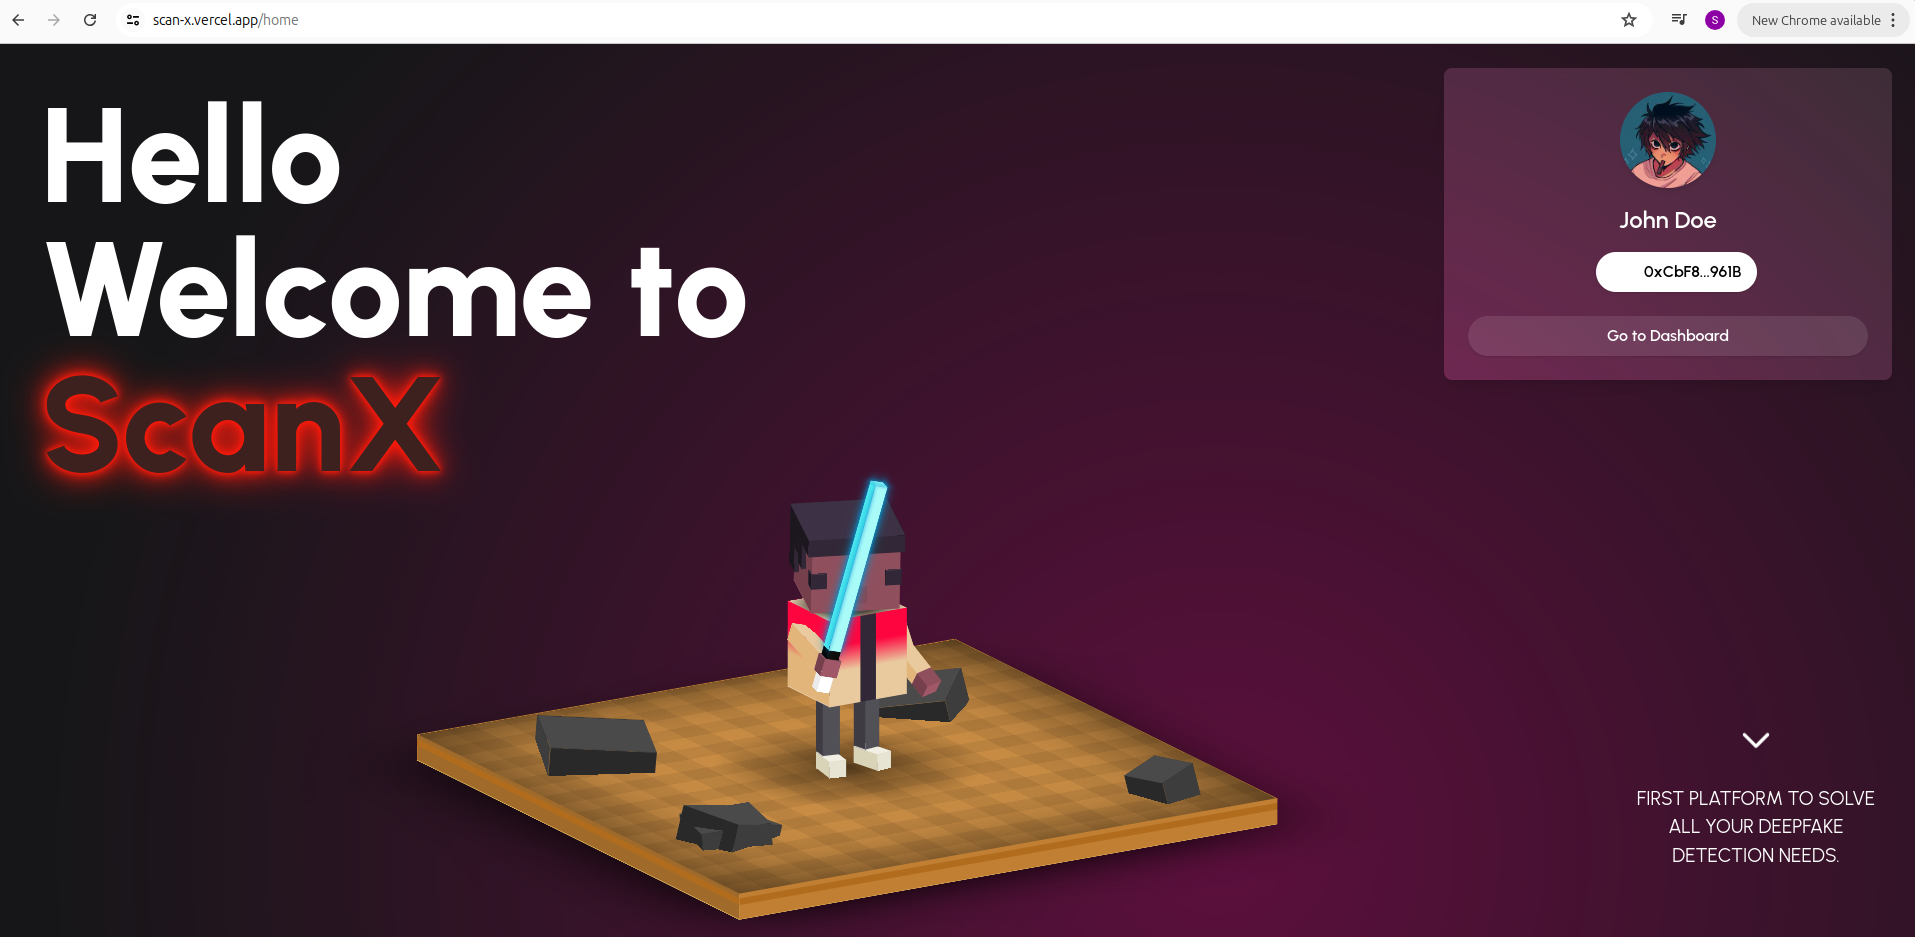 scan-x.vercel.app/home
S
New Chrome available
Hello
Welcome to
ScanX
John Doe
0xCbF8...961B
Go to Dashboard
FIRST PLATFORM TO SOLVE
ALL YOUR DEEPFAKE
DETECTION NEEDS.